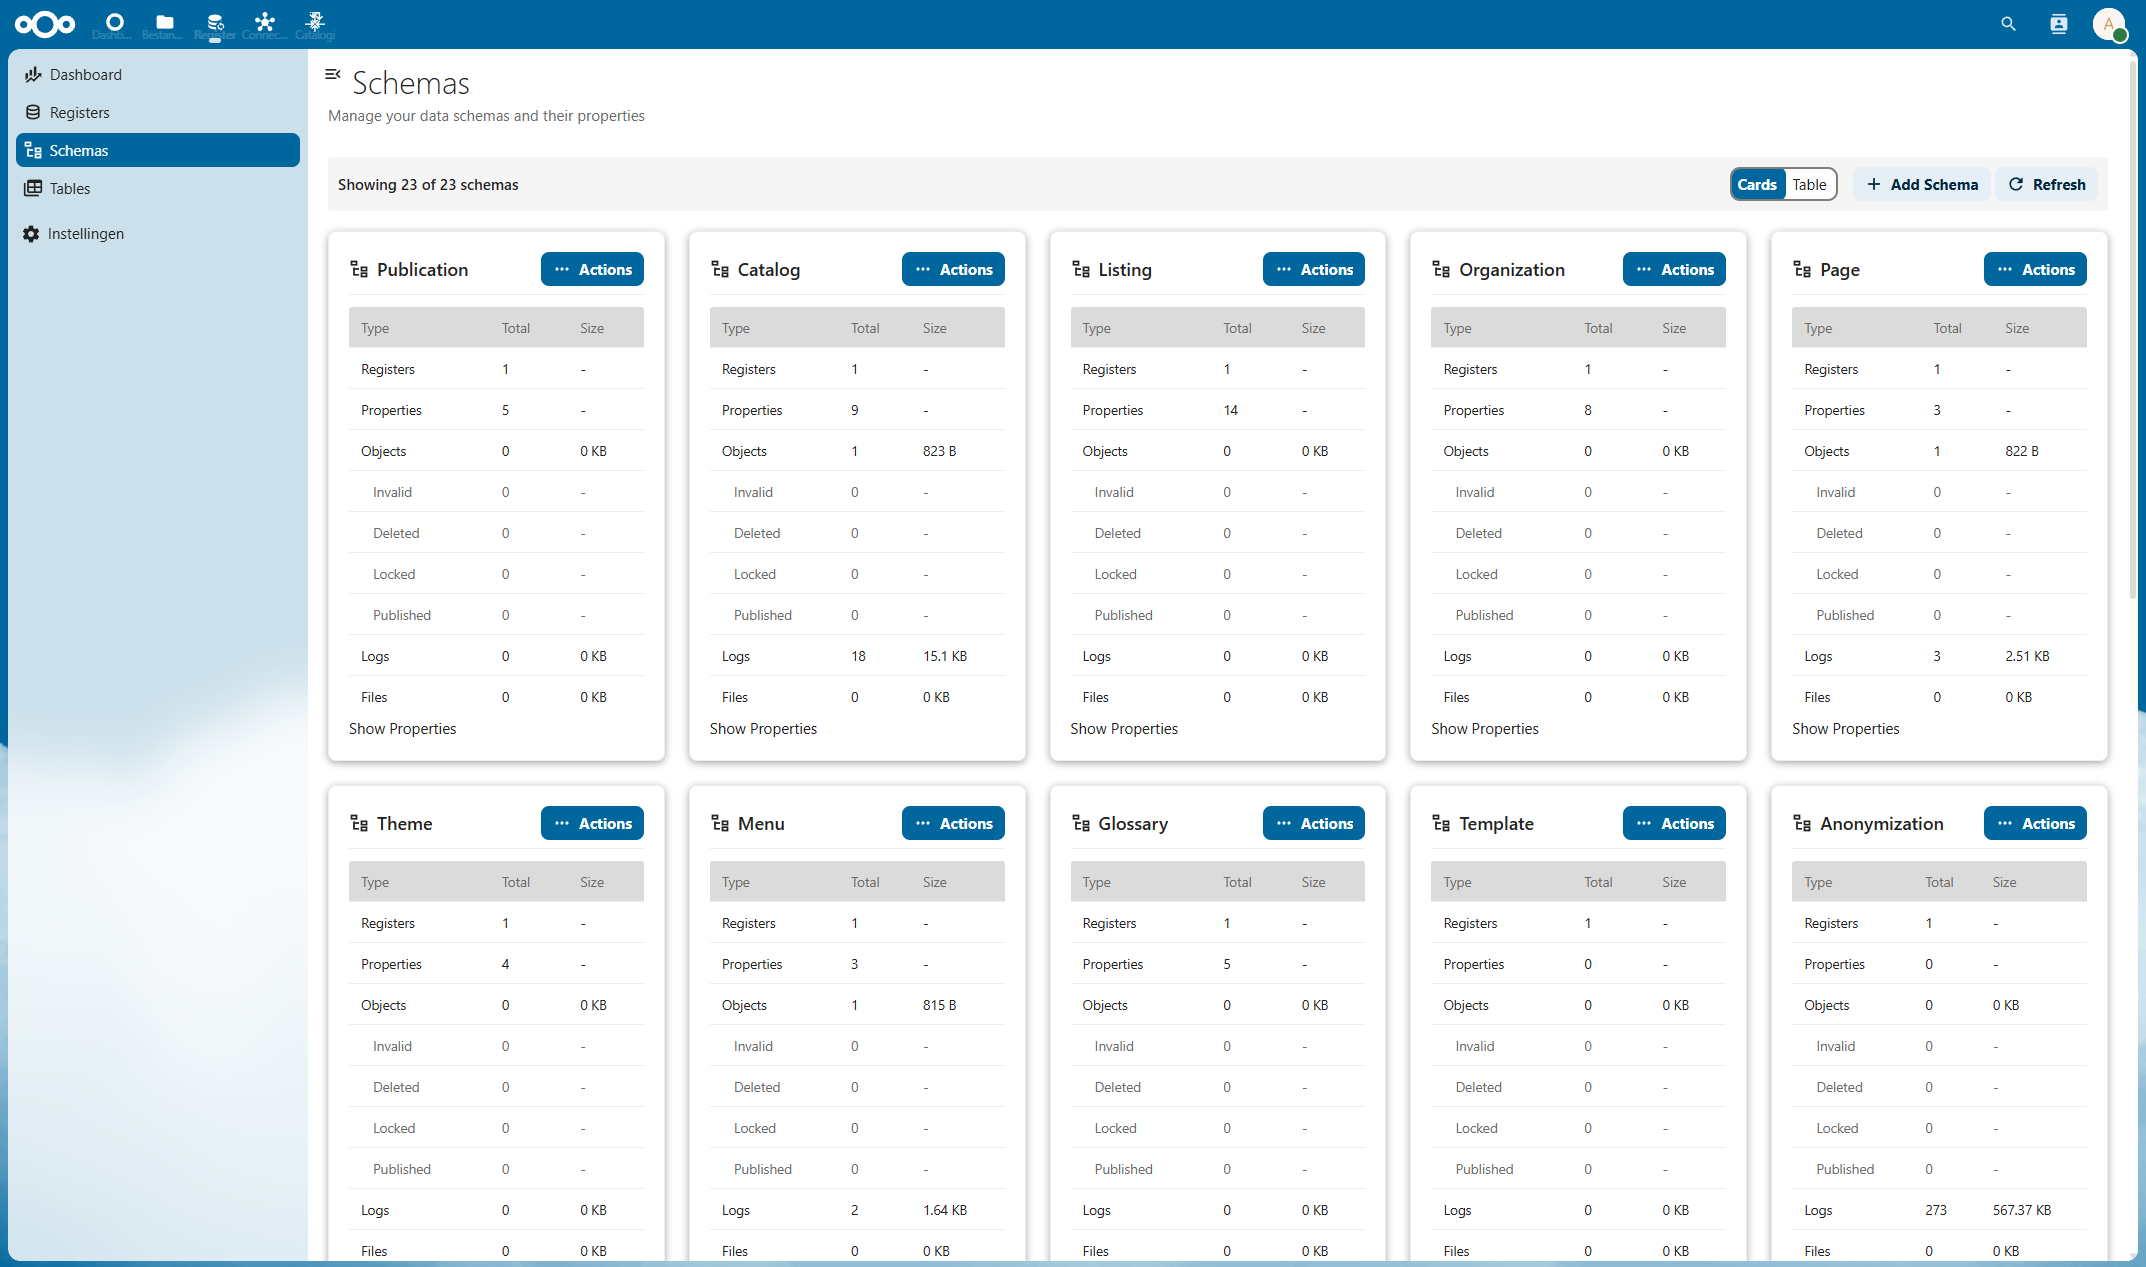 Dashb... Bestan... Register Connec... Catalogi
A
Dashboard
Registers
Schemas
Tables
Instellingen
Schemas
Manage your data schemas and their properties
Showing 23 of 23 schemas
Cards Table
Add Schema
Refresh
Publication ··· Actions
Type Total Size
Registers 1 -
Properties 5 -
Objects 0 0 KB
Invalid 0 -
Deleted 0 -
Locked 0 -
Published 0 -
Logs 0 0 KB
Files 0 0 KB
Show Properties
Catalog ··· Actions
Type Total Size
Registers 1 -
Properties 9 -
Objects 1 823 B
Invalid 0 -
Deleted 0 -
Locked 0 -
Published 0 -
Logs 18 15.1 KB
Files 0 0 KB
Show Properties
Listing ··· Actions
Type Total Size
Registers 1 -
Properties 14 -
Objects 0 0 KB
Invalid 0 -
Deleted 0 -
Locked 0 -
Published 0 -
Logs 0 0 KB
Files 0 0 KB
Show Properties
Organization ··· Actions
Type Total Size
Registers 1 -
Properties 8 -
Objects 0 0 KB
Invalid 0 -
Deleted 0 -
Locked 0 -
Published 0 -
Logs 0 0 KB
Files 0 0 KB
Show Properties
Page ··· Actions
Type Total Size
Registers 1 -
Properties 3 -
Objects 1 822 B
Invalid 0 -
Deleted 0 -
Locked 0 -
Published 0 -
Logs 3 2.51 KB
Files 0 0 KB
Show Properties
Theme ··· Actions
Type Total Size
Registers 1 -
Properties 4 -
Objects 0 0 KB
Invalid 0 -
Deleted 0 -
Locked 0 -
Published 0 -
Logs 0 0 KB
Files 0 0 KB
Menu ··· Actions
Type Total Size
Registers 1 -
Properties 3 -
Objects 1 815 B
Invalid 0 -
Deleted 0 -
Locked 0 -
Published 0 -
Logs 2 1.64 KB
Files 0 0 KB
Glossary ··· Actions
Type Total Size
Registers 1 -
Properties 5 -
Objects 0 0 KB
Invalid 0 -
Deleted 0 -
Locked 0 -
Published 0 -
Logs 0 0 KB
Files 0 0 KB
Template ··· Actions
Type Total Size
Registers 1 -
Properties 0 -
Objects 0 0 KB
Invalid 0 -
Deleted 0 -
Locked 0 -
Published 0 -
Logs 0 0 KB
Files 0 0 KB
Anonymization ··· Actions
Type Total Size
Registers 1 -
Properties 0 -
Objects 0 0 KB
Invalid 0 -
Deleted 0 -
Locked 0 -
Published 0 -
Logs 273 567.37 KB
Files 0 0 KB